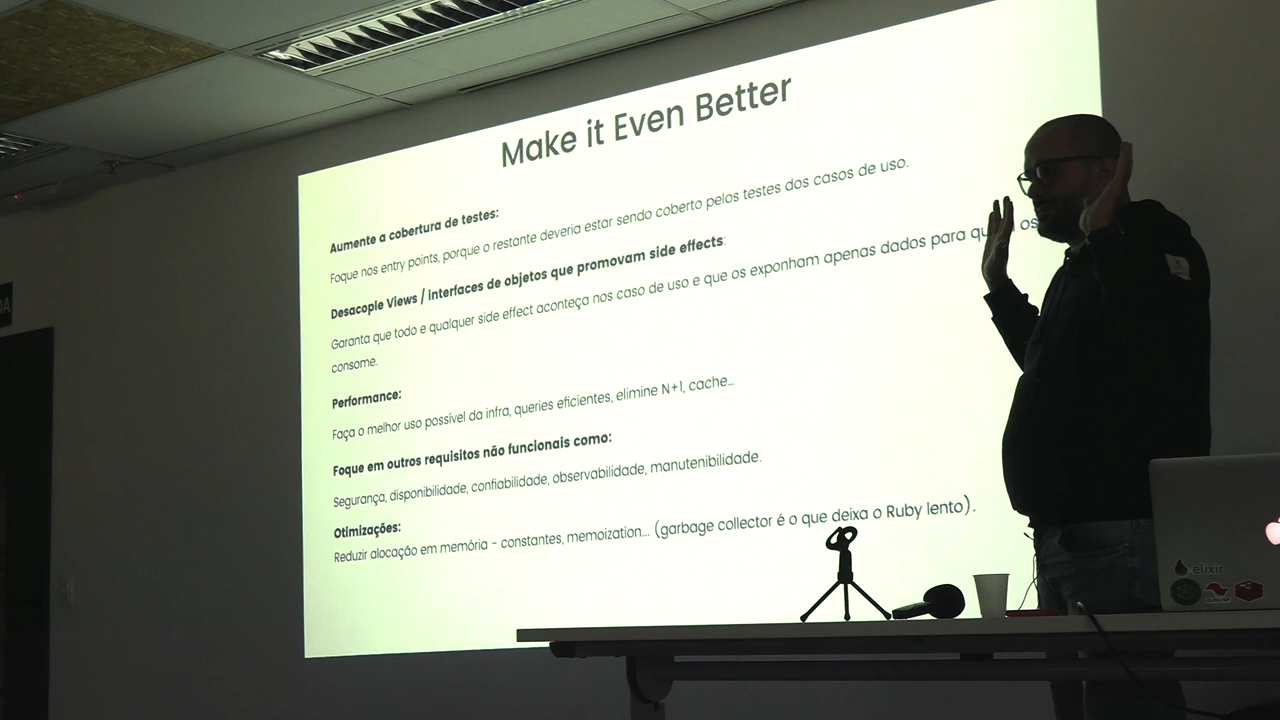 Make it Even Better
Aumente a cobertura de testes:
Foque nos entry points, porque o restante deveria estar sendo coberto pelos testes dos casos de uso.
Desacople Views / interfaces de objetos que promovam side effects:
Garanta que todo e qualquer side effect aconteça nos caso de uso e que os exponham apenas dados para os
consome.
Performance:
Faça o melhor uso possível da infra, queries eficientes, elimine N+1, cache...
Foque em outros requisitos não funcionais como:
Segurança, disponibilidade, confiabilidade, observabilidade, manutenibilidade.
Otimizações:
Reduzir alocação em memória - constantes, memoization... (garbage collector é o que deixa o Ruby lento).
elixir